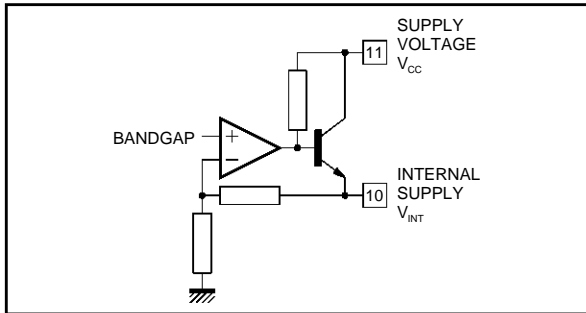 SUPPLY
VOLTAGE
11
VCC
BANDGAP
+
−
INTERNAL
SUPPLY
10
VINT